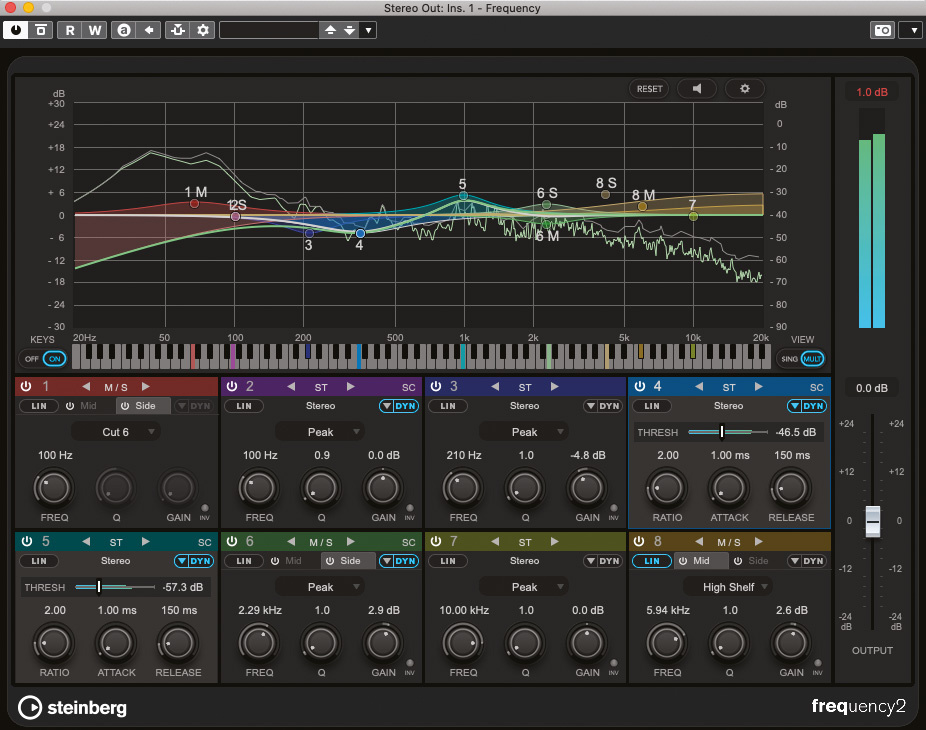 Stereo Out: Ins. 1 - Frequency
R W a
RESET
dB
+30
+24
+18
+12
+ 6
0
- 6
- 12
- 18
- 24
- 30
dB
0
- 10
- 20
- 30
- 40
- 50
- 60
- 70
- 80
- 90
1 M
1
2S
3
4
5
6 S
6 M
8 S
8 M
7
20Hz 50 100 200 500 1k 2k 5k 10k 20k
KEYS
OFF ON
VIEW
SING MULT
1.0 dB
0.0 dB
1 M / S
LIN Mid Side DYN
Cut 6
100 Hz
FREQ Q GAIN INV
2 ST SC
LIN Stereo DYN
Peak
100 Hz 0.9 0.0 dB
FREQ Q GAIN INV
3 ST
LIN Stereo DYN
Peak
210 Hz 1.0 -4.8 dB
FREQ Q GAIN INV
4 ST SC
LIN Stereo DYN
THRESH -46.5 dB
2.00 1.00 ms 150 ms
RATIO ATTACK RELEASE
5 ST SC
LIN Stereo DYN
THRESH -57.3 dB
2.00 1.00 ms 150 ms
RATIO ATTACK RELEASE
6 M / S SC
LIN Mid Side DYN
Peak
2.29 kHz 1.0 2.9 dB
FREQ Q GAIN INV
7 ST
LIN Stereo DYN
Peak
10.00 kHz 1.0 0.0 dB
FREQ Q GAIN INV
8 M / S
LIN Mid Side DYN
High Shelf
5.94 kHz 1.0 2.6 dB
FREQ Q GAIN INV
+24 +24
+12 +12
0 0
-12 -12
-24 -24
dB dB
OUTPUT
steinberg
frequency2